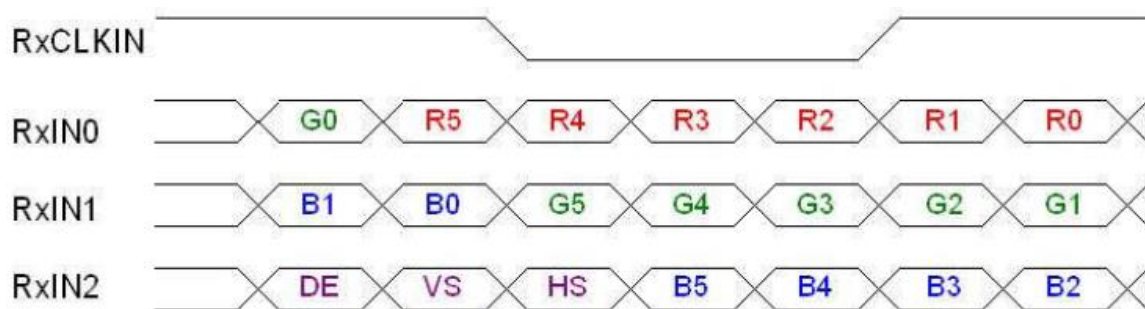 RxCLKIN
RxIN0 G0 R5 R4 R3 R2 R1 R0
RxIN1 B1 B0 G5 G4 G3 G2 G1
RxIN2 DE VS HS B5 B4 B3 B2